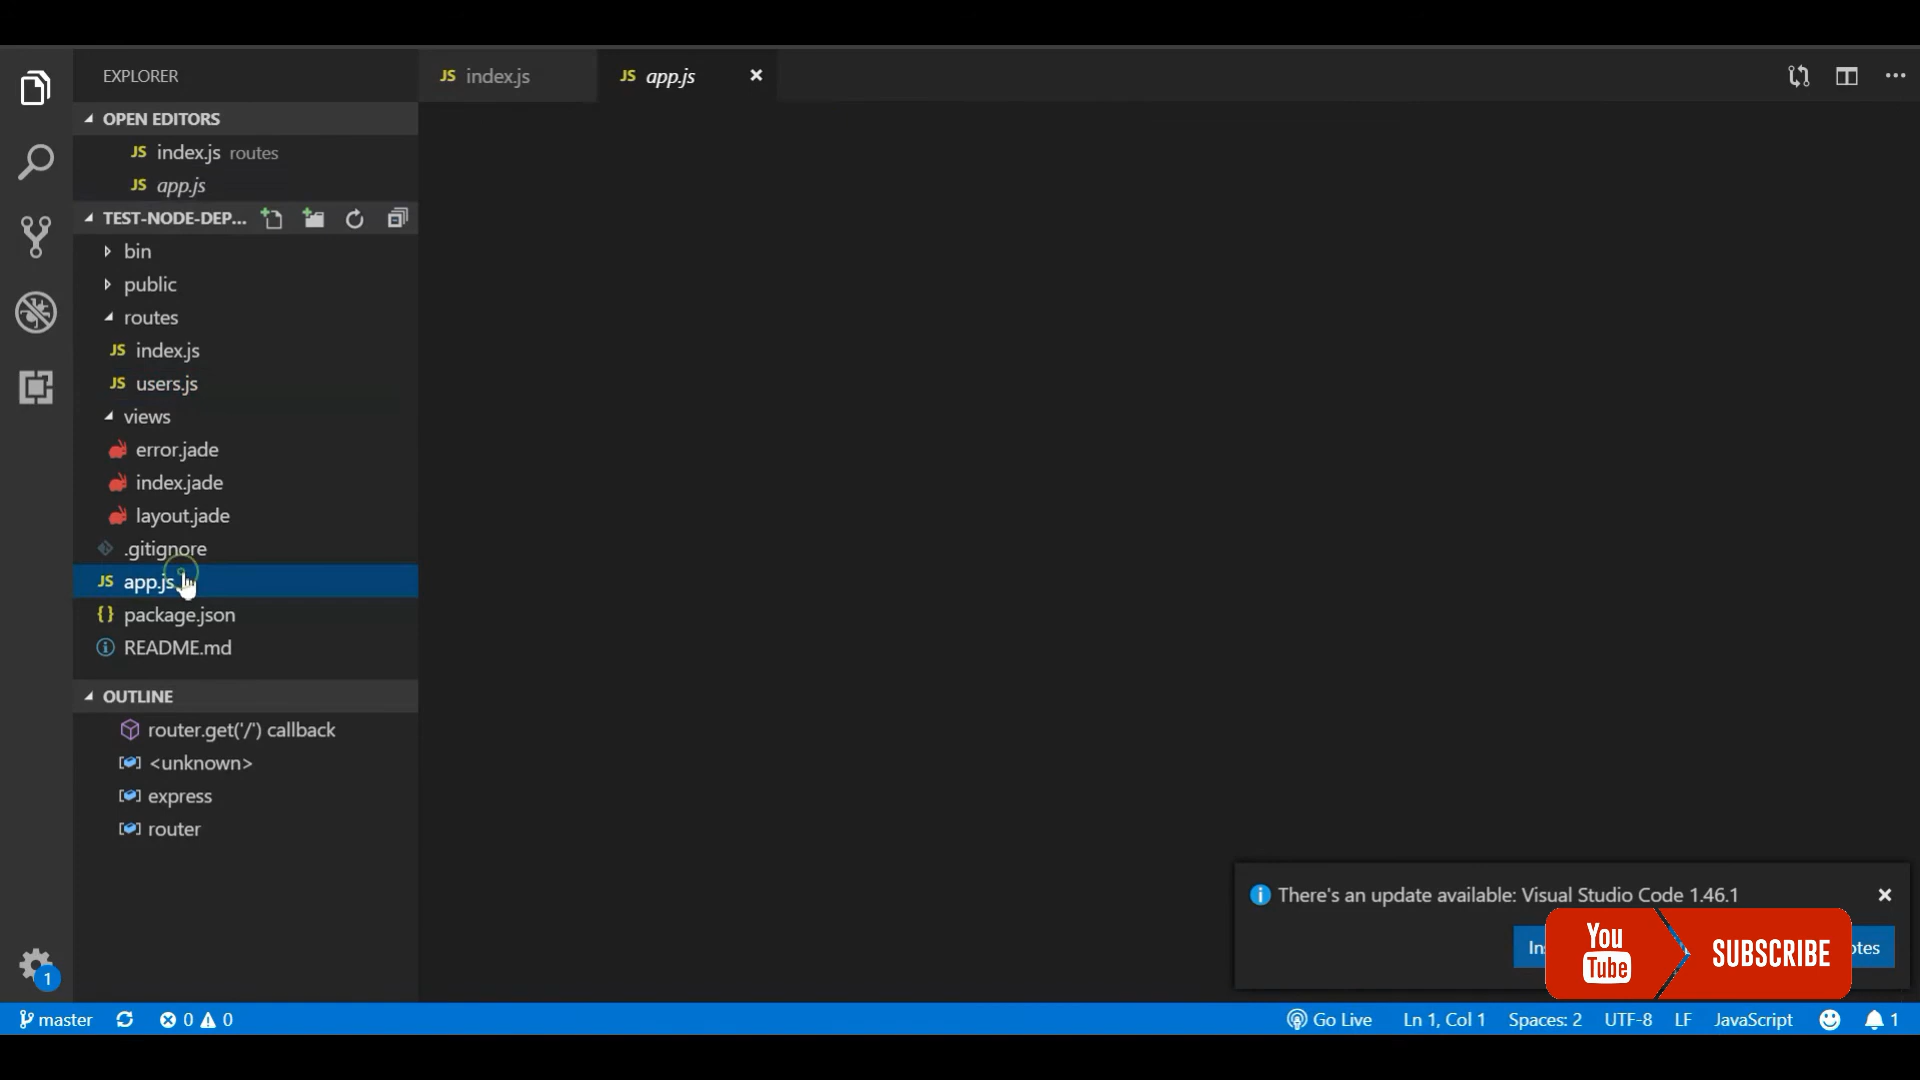 EXPLORER
JS index.js
JS app.js
OPEN EDITORS
JS index.js routes
JS app.js
TEST-NODE-DEP...
bin
public
routes
JS index.js
JS users.js
views
error.jade
index.jade
layout.jade
.gitignore
JS app.js
{} package.json
README.md
OUTLINE
router.get('/') callback
<unknown>
express
router
There's an update available: Visual Studio Code 1.46.1
You
Tube
SUBSCRIBE
1
master
0 0
Go Live
Ln 1, Col 1
Spaces: 2
UTF-8
LF
JavaScript
1